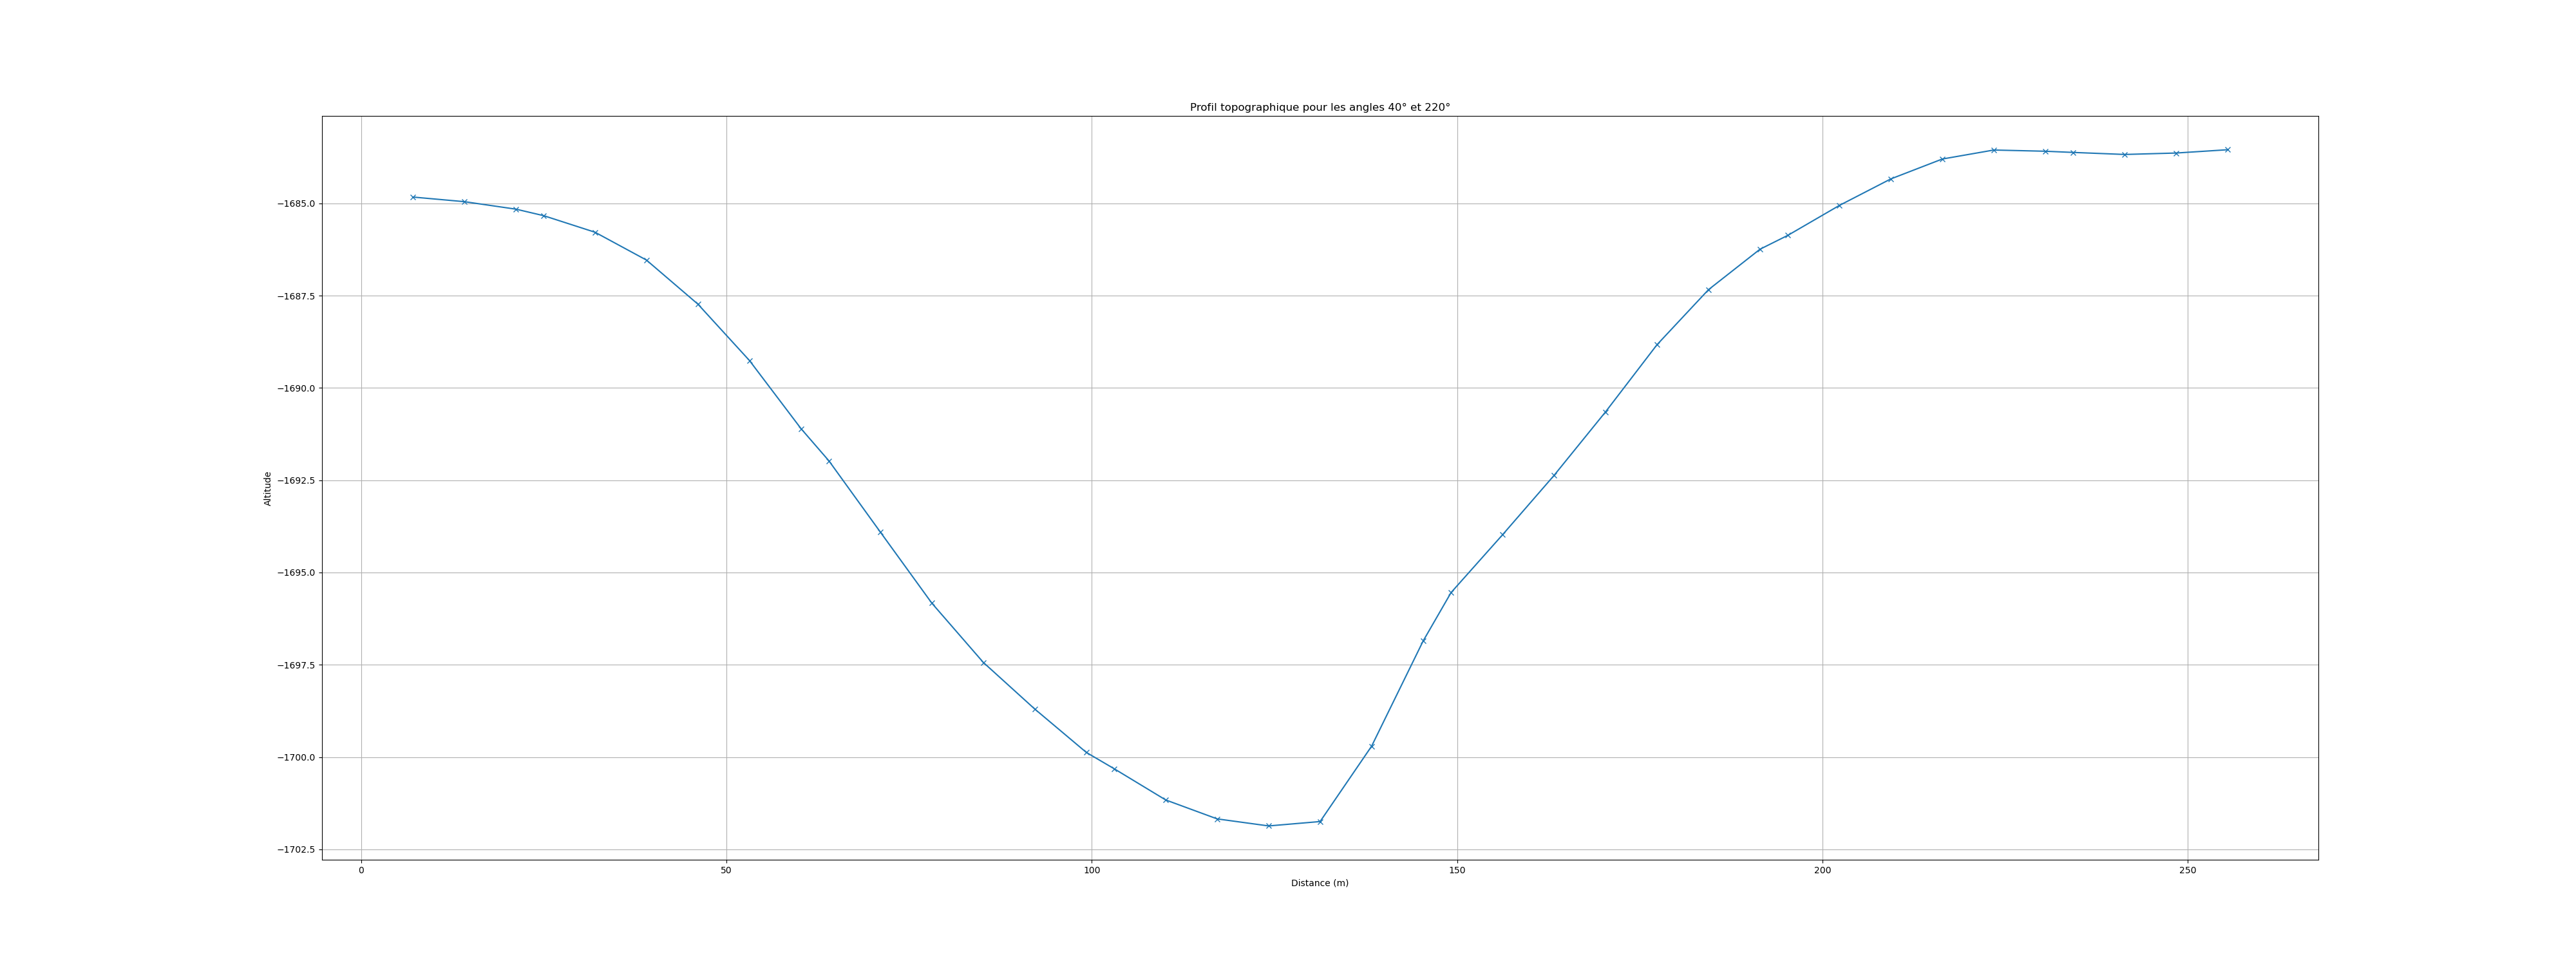 Profil topographique pour les angles 40° et 220°
Altitude
−1685.0
−1687.5
−1690.0
−1692.5
−1695.0
−1697.5
−1700.0
−1702.5
0 50 100 150 200 250
Distance (m)